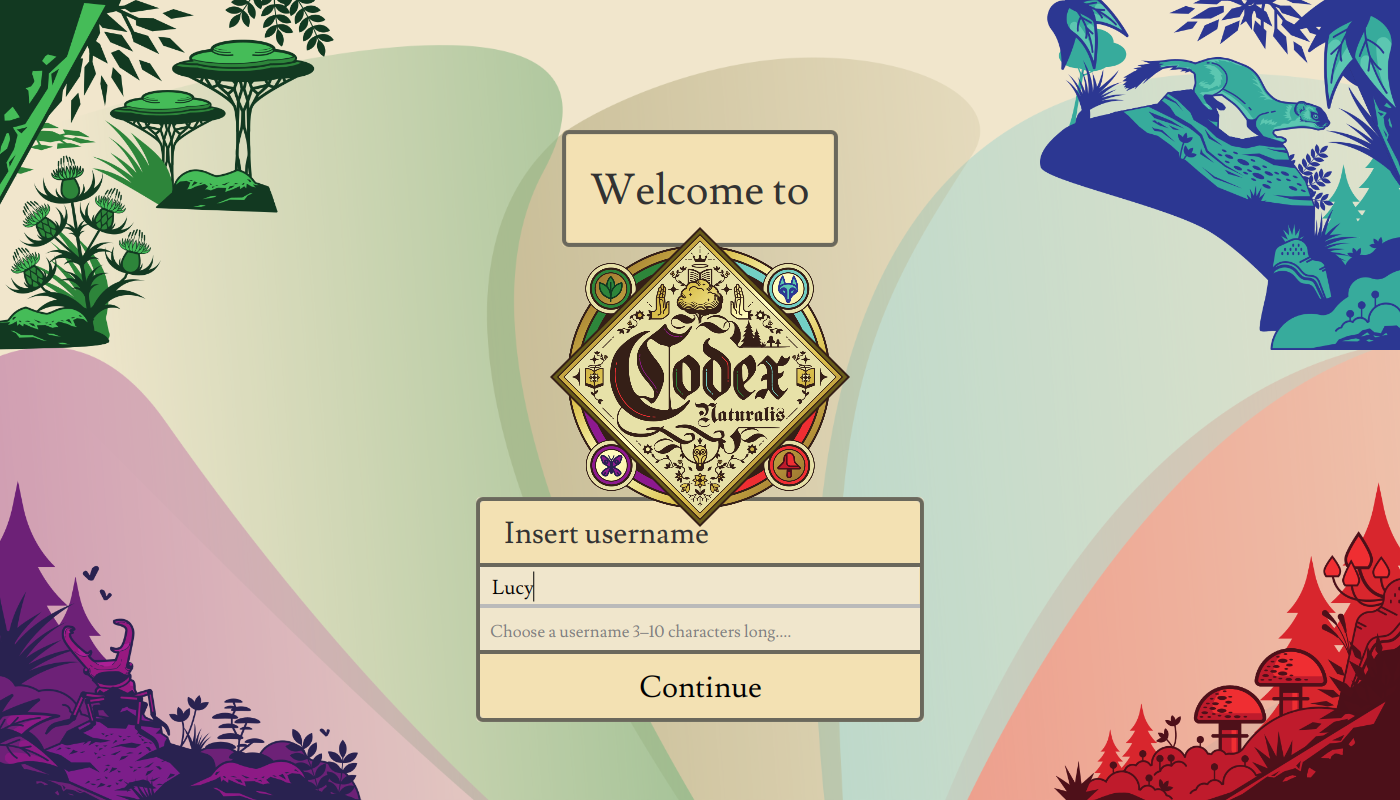 Welcome to
Codex
Naturalis
Insert username
Lucy
Choose a username 3–10 characters long....
Continue